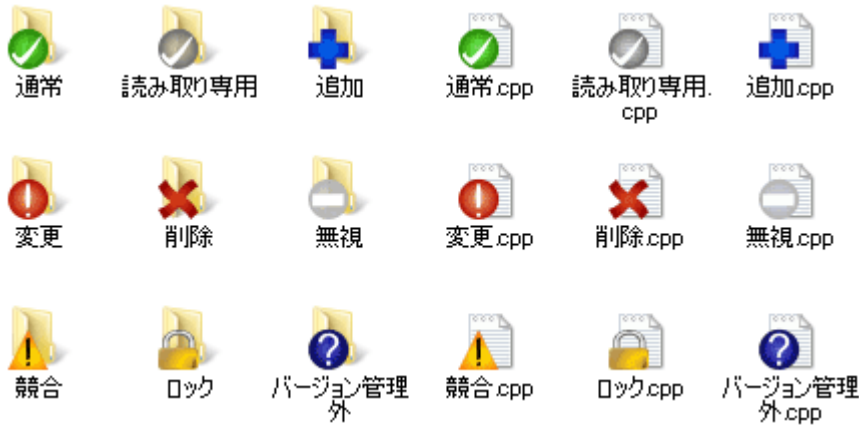 通常
読み取り専用
追加
通常.cpp
読み取り専用.
cpp
追加.cpp
変更
削除
無視
変更.cpp
削除.cpp
無視.cpp
競合
ロック
バージョン管理
外
競合.cpp
ロック.cpp
バージョン管理
外.cpp